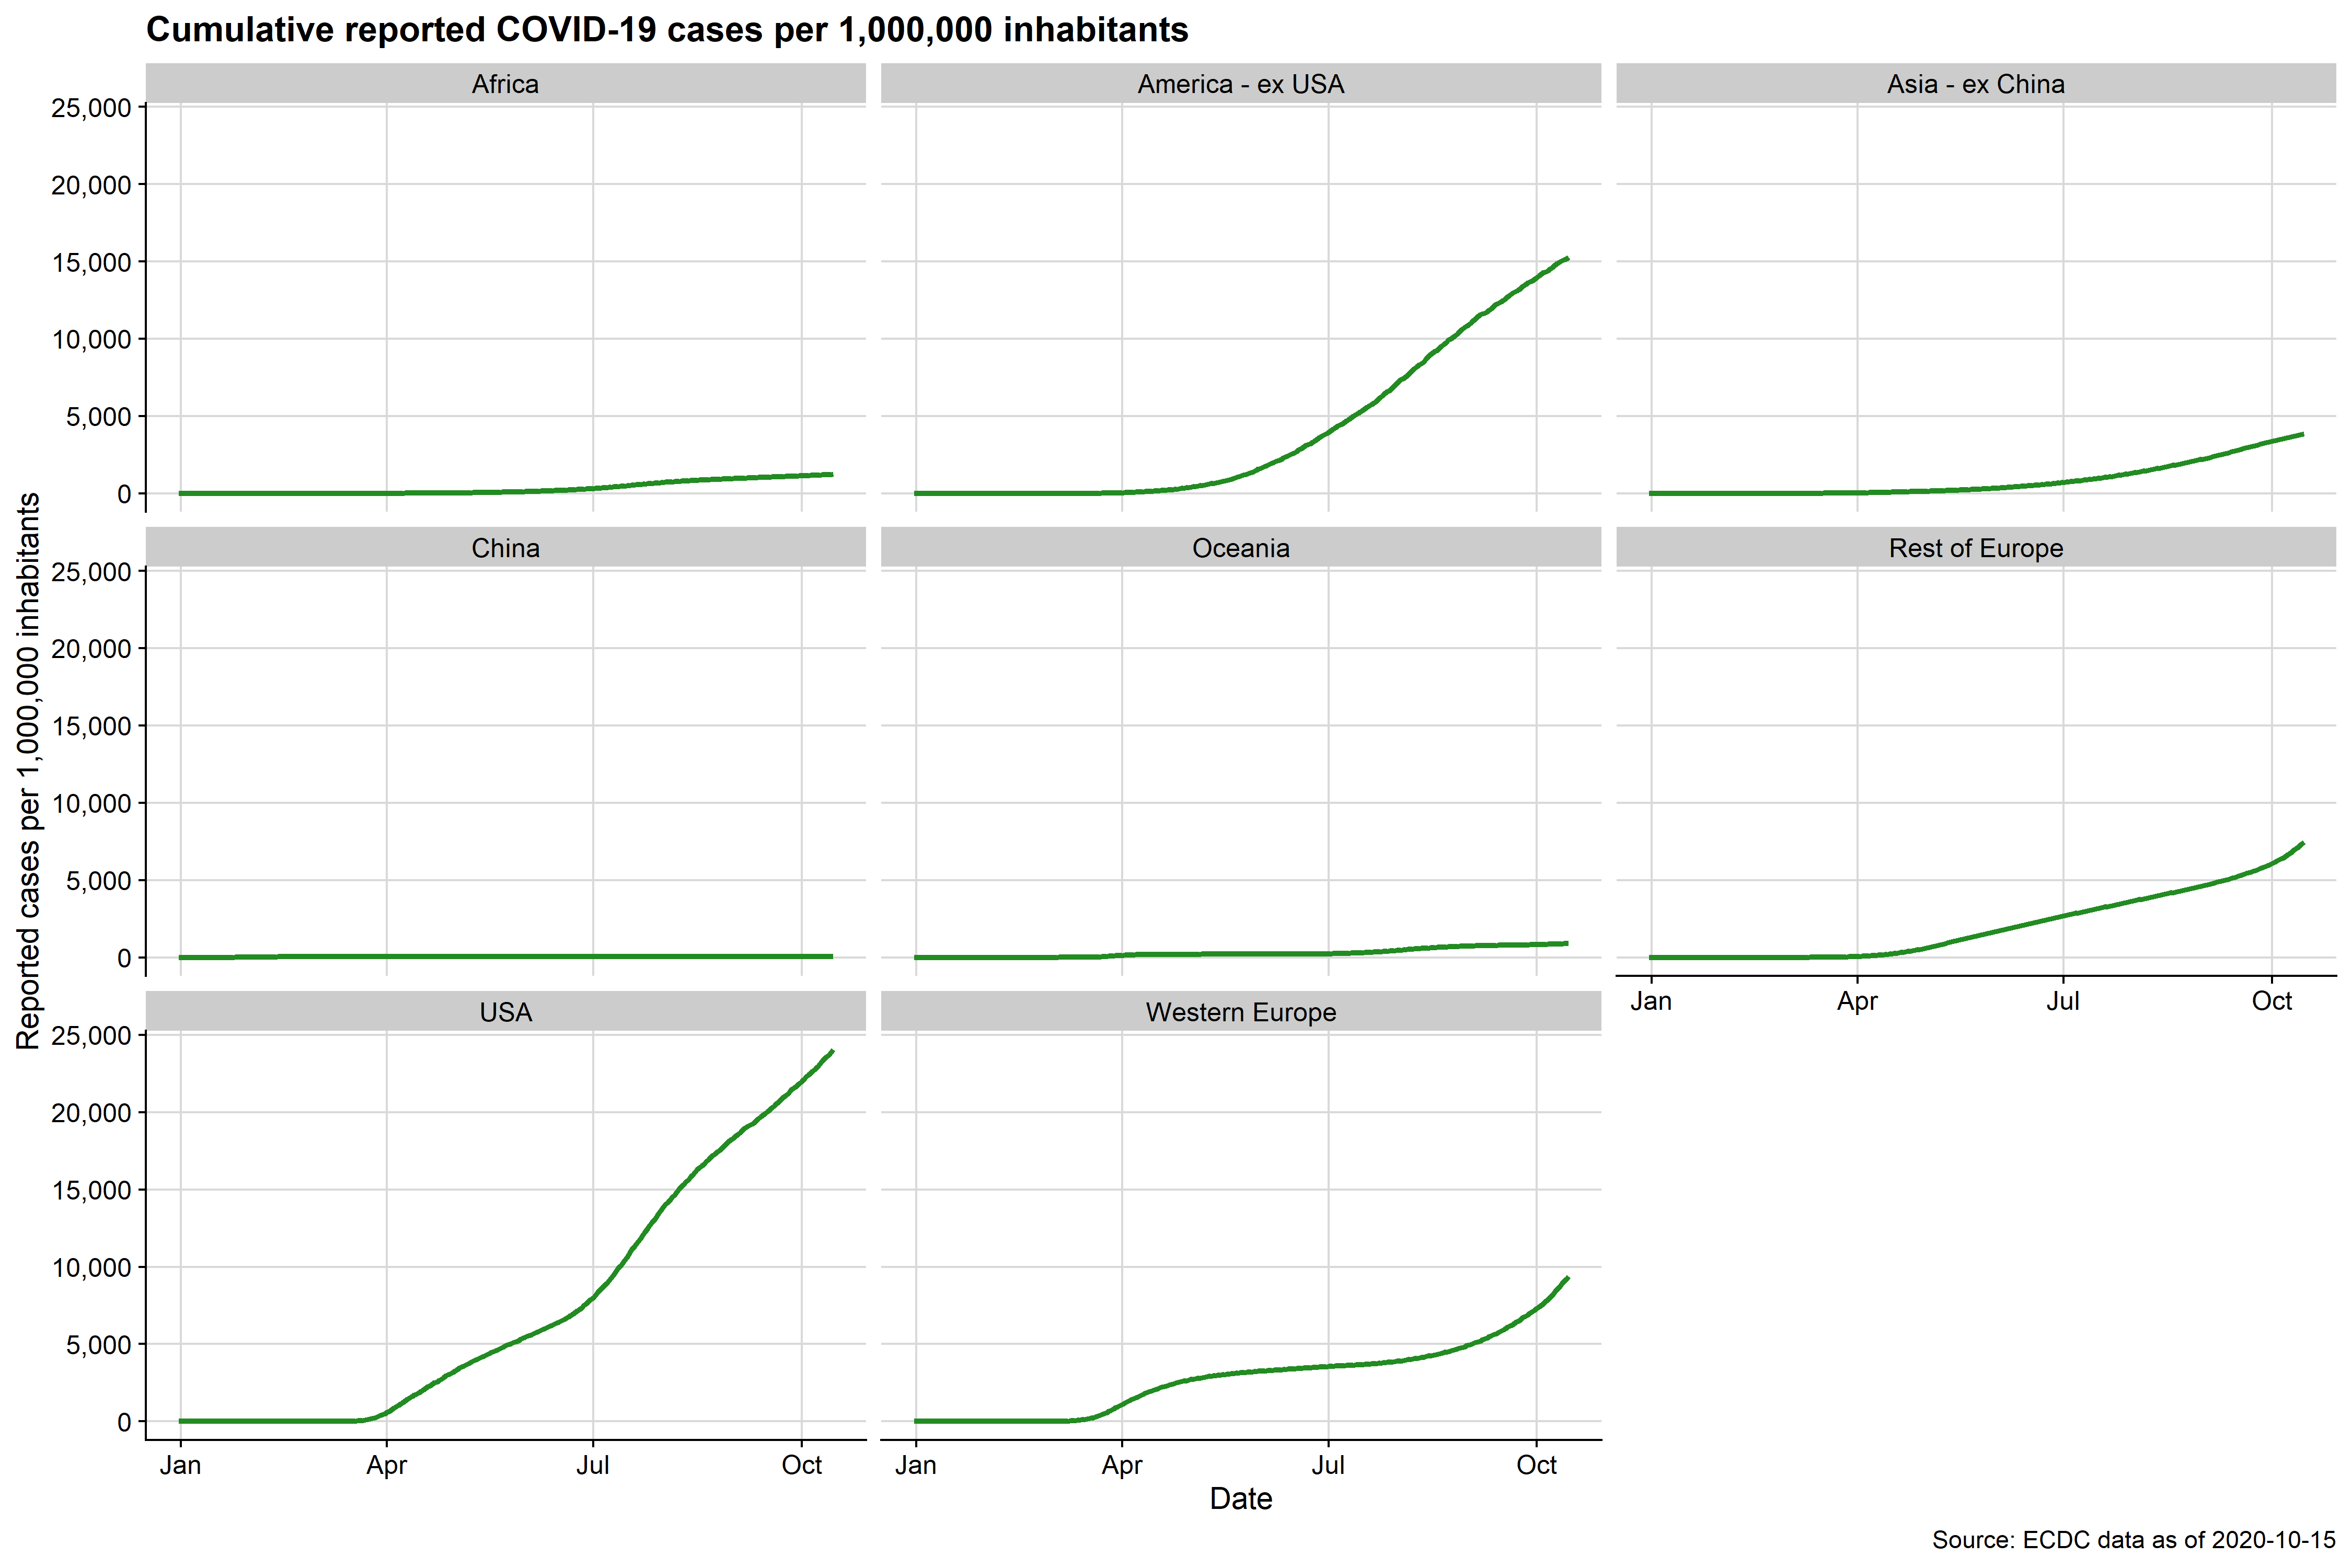 Cumulative reported COVID-19 cases per 1,000,000 inhabitants
Africa
America - ex USA
Asia - ex China
25,000
20,000
15,000
10,000
5,000
0
China
Oceania
Rest of Europe
25,000
20,000
15,000
10,000
5,000
0
Jan Apr Jul Oct
Reported cases per 1,000,000 inhabitants
USA
Western Europe
25,000
20,000
15,000
10,000
5,000
0
Jan Apr Jul Oct
Jan Apr Jul Oct
Date
Source: ECDC data as of 2020-10-15